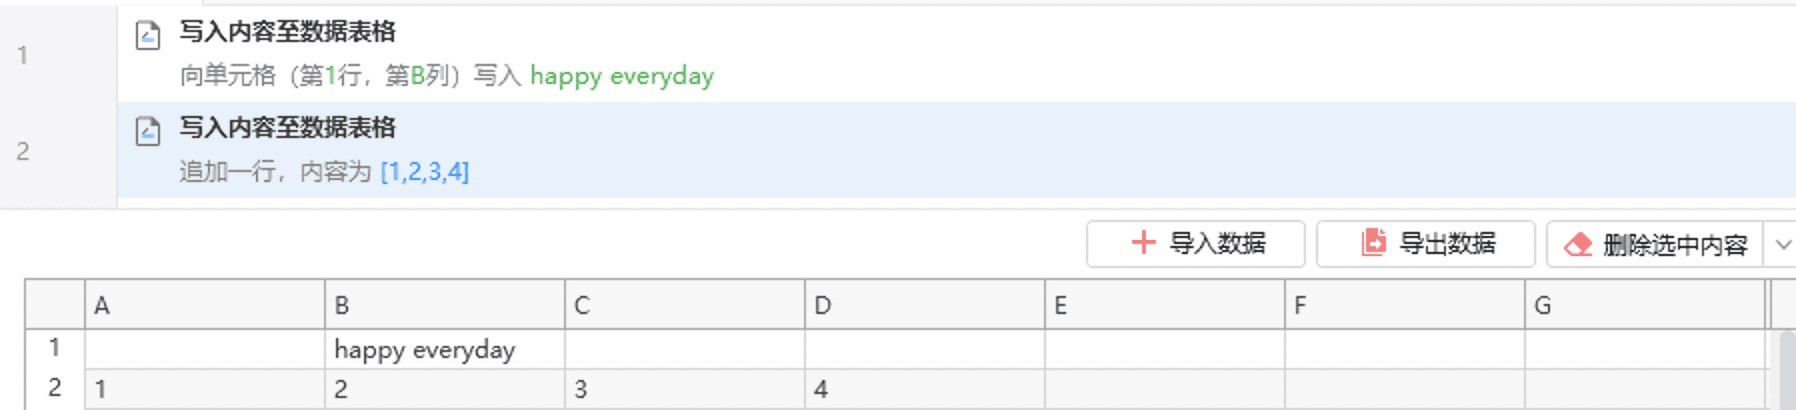 1
写入内容至数据表格
向单元格（第1行，第B列）写入 happy everyday
2
写入内容至数据表格
追加一行，内容为 [1,2,3,4]
导入数据 导出数据 删除选中内容
A B C D E F G
1 happy everyday
2 1 2 3 4